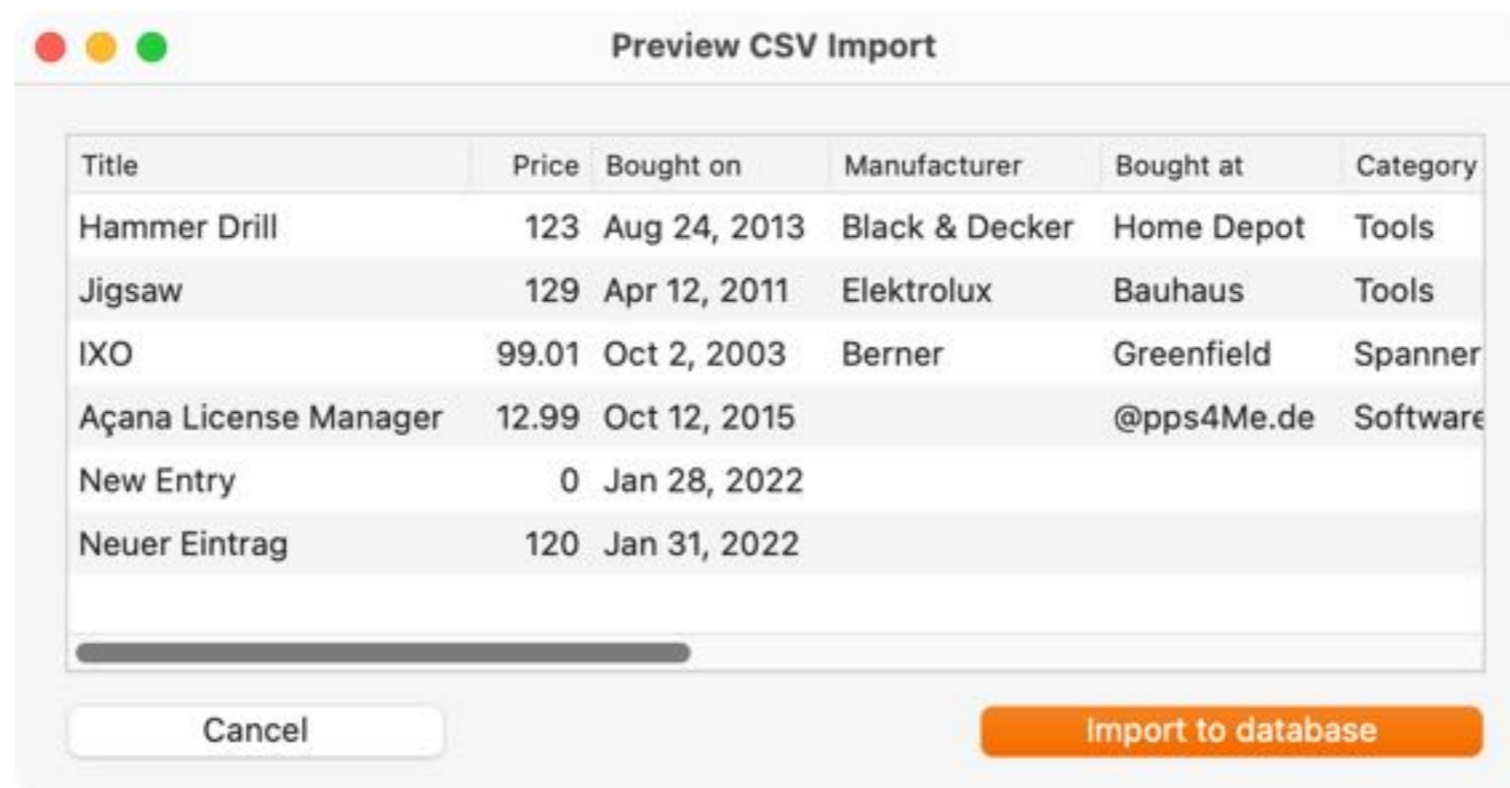 Preview CSV Import
Title Price Bought on Manufacturer Bought at Category
Hammer Drill 123 Aug 24, 2013 Black & Decker Home Depot Tools
Jigsaw 129 Apr 12, 2011 Elektrolux Bauhaus Tools
IXO 99.01 Oct 2, 2003 Berner Greenfield Spanner
Açana License Manager 12.99 Oct 12, 2015 @pps4Me.de Software
New Entry 0 Jan 28, 2022
Neuer Eintrag 120 Jan 31, 2022
Cancel Import to database